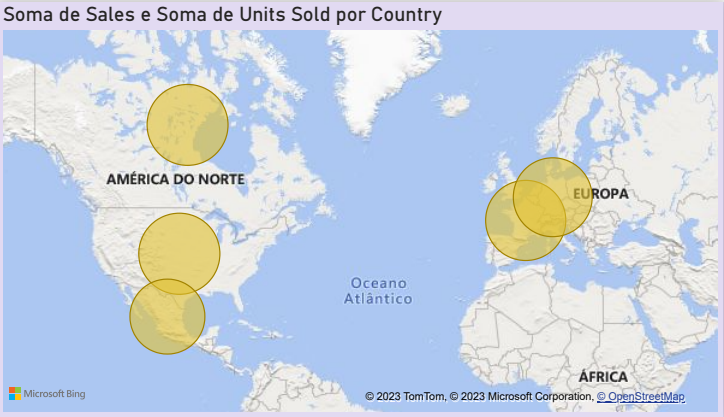 Soma de Sales e Soma de Units Sold por Country
AMÉRICA DO NORTE
EUROPA
Oceano
Atlântico
ÁFRICA
Microsoft Bing
© 2023 TomTom, © 2023 Microsoft Corporation, © OpenStreetMap